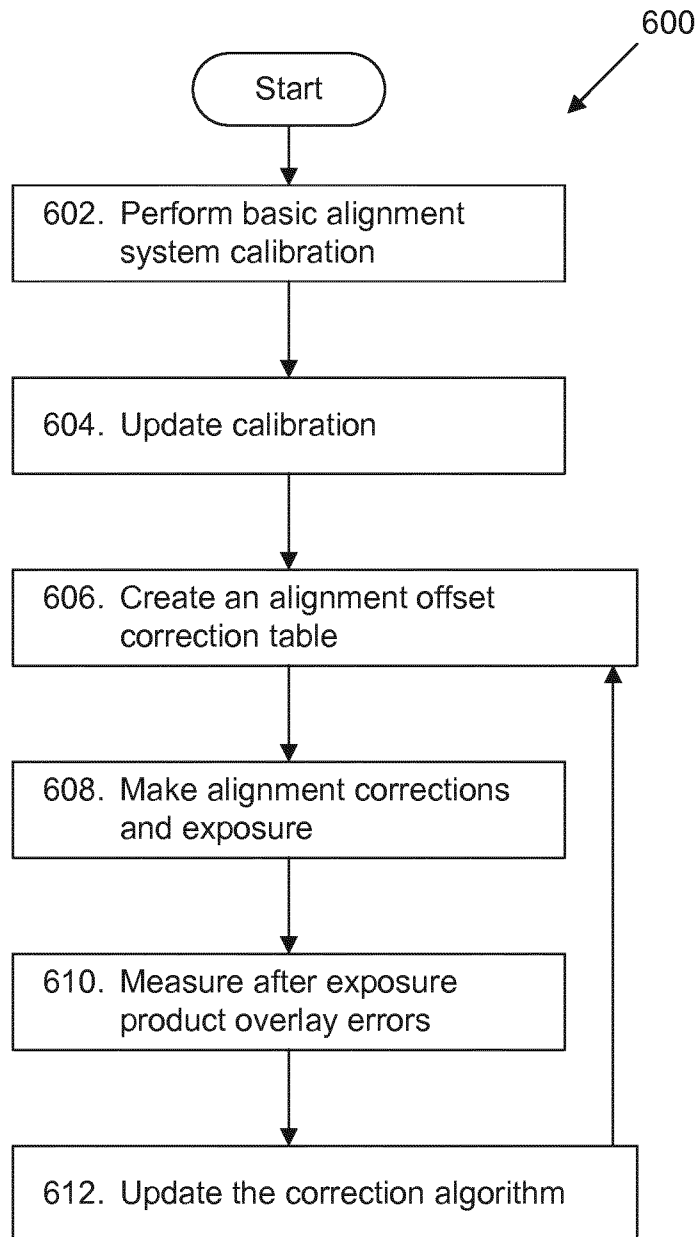 600
Start
602. Perform basic alignment
system calibration
604. Update calibration
606. Create an alignment offset
correction table
608. Make alignment corrections
and exposure
610. Measure after exposure
product overlay errors
612. Update the correction algorithm